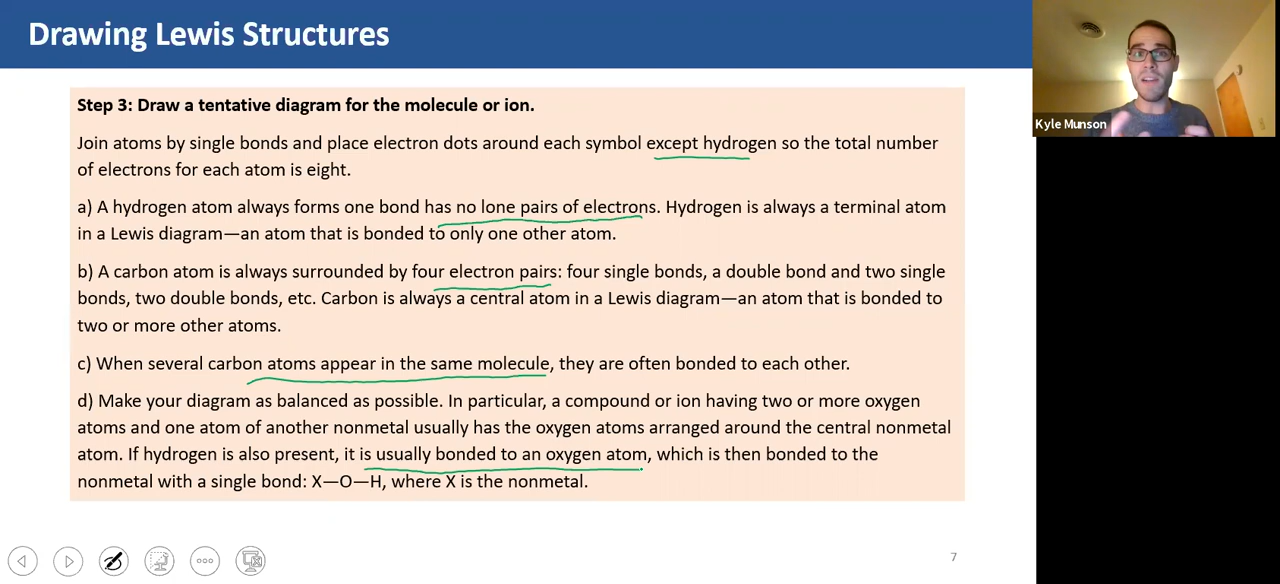 Drawing Lewis Structures
Step 3: Draw a tentative diagram for the molecule or ion.
Join atoms by single bonds and place electron dots around each symbol except hydrogen so the total number
of electrons for each atom is eight.
a) A hydrogen atom always forms one bond has no lone pairs of electrons. Hydrogen is always a terminal atom
in a Lewis diagram—an atom that is bonded to only one other atom.
b) A carbon atom is always surrounded by four electron pairs: four single bonds, a double bond and two single
bonds, two double bonds, etc. Carbon is always a central atom in a Lewis diagram—an atom that is bonded to
two or more other atoms.
c) When several carbon atoms appear in the same molecule, they are often bonded to each other.
d) Make your diagram as balanced as possible. In particular, a compound or ion having two or more oxygen
atoms and one atom of another nonmetal usually has the oxygen atoms arranged around the central nonmetal
atom. If hydrogen is also present, it is usually bonded to an oxygen atom, which is then bonded to the
nonmetal with a single bond: X—O—H, where X is the nonmetal.
7
Kyle Munson